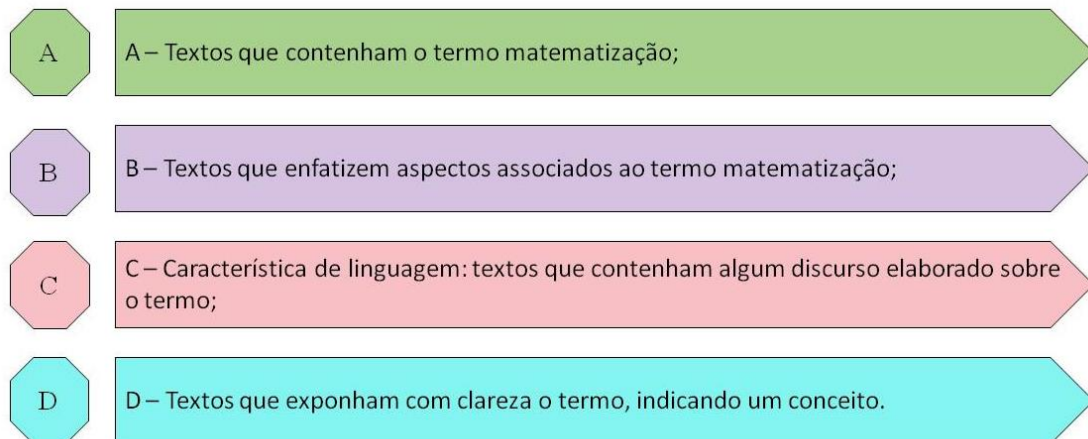 A
A – Textos que contenham o termo matematização;
B
B – Textos que enfatizem aspectos associados ao termo matematização;
C
C – Característica de linguagem: textos que contenham algum discurso elaborado sobre
o termo;
D
D – Textos que exponham com clareza o termo, indicando um conceito.